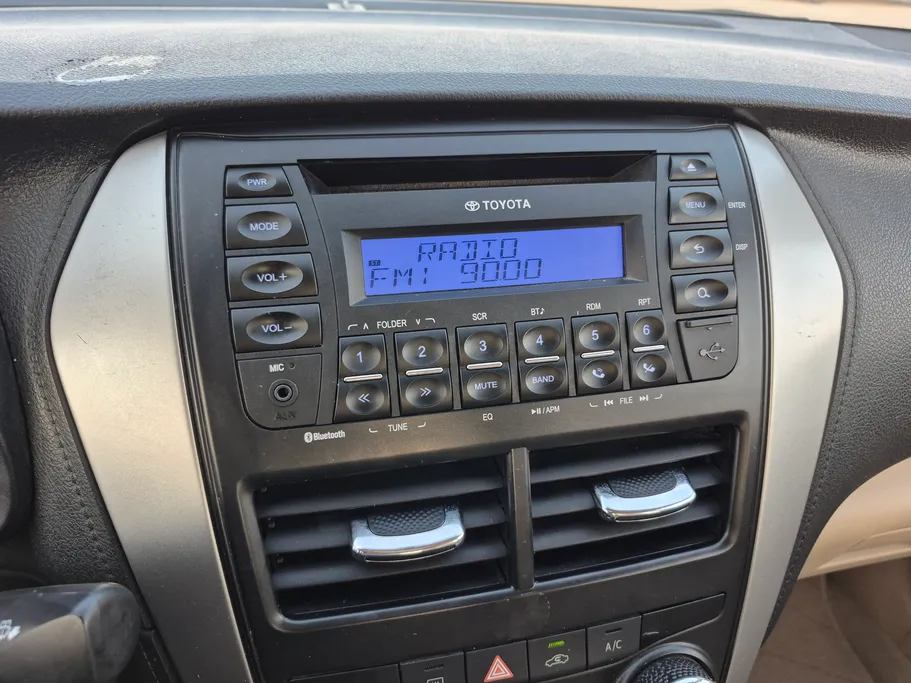 PWR
TOYOTA
MENU ENTER
MODE
RADIO
DISP
FM1 90.00
VOL+
VOL-
∧ FOLDER ∨
SCR
BT♪
RDM
RPT
1 2 3 4 5 6
MIC
AUX
« » MUTE BAND
TUNE
EQ
▶II/APM
I◀◀ FILE ▶▶I
Bluetooth
A/C